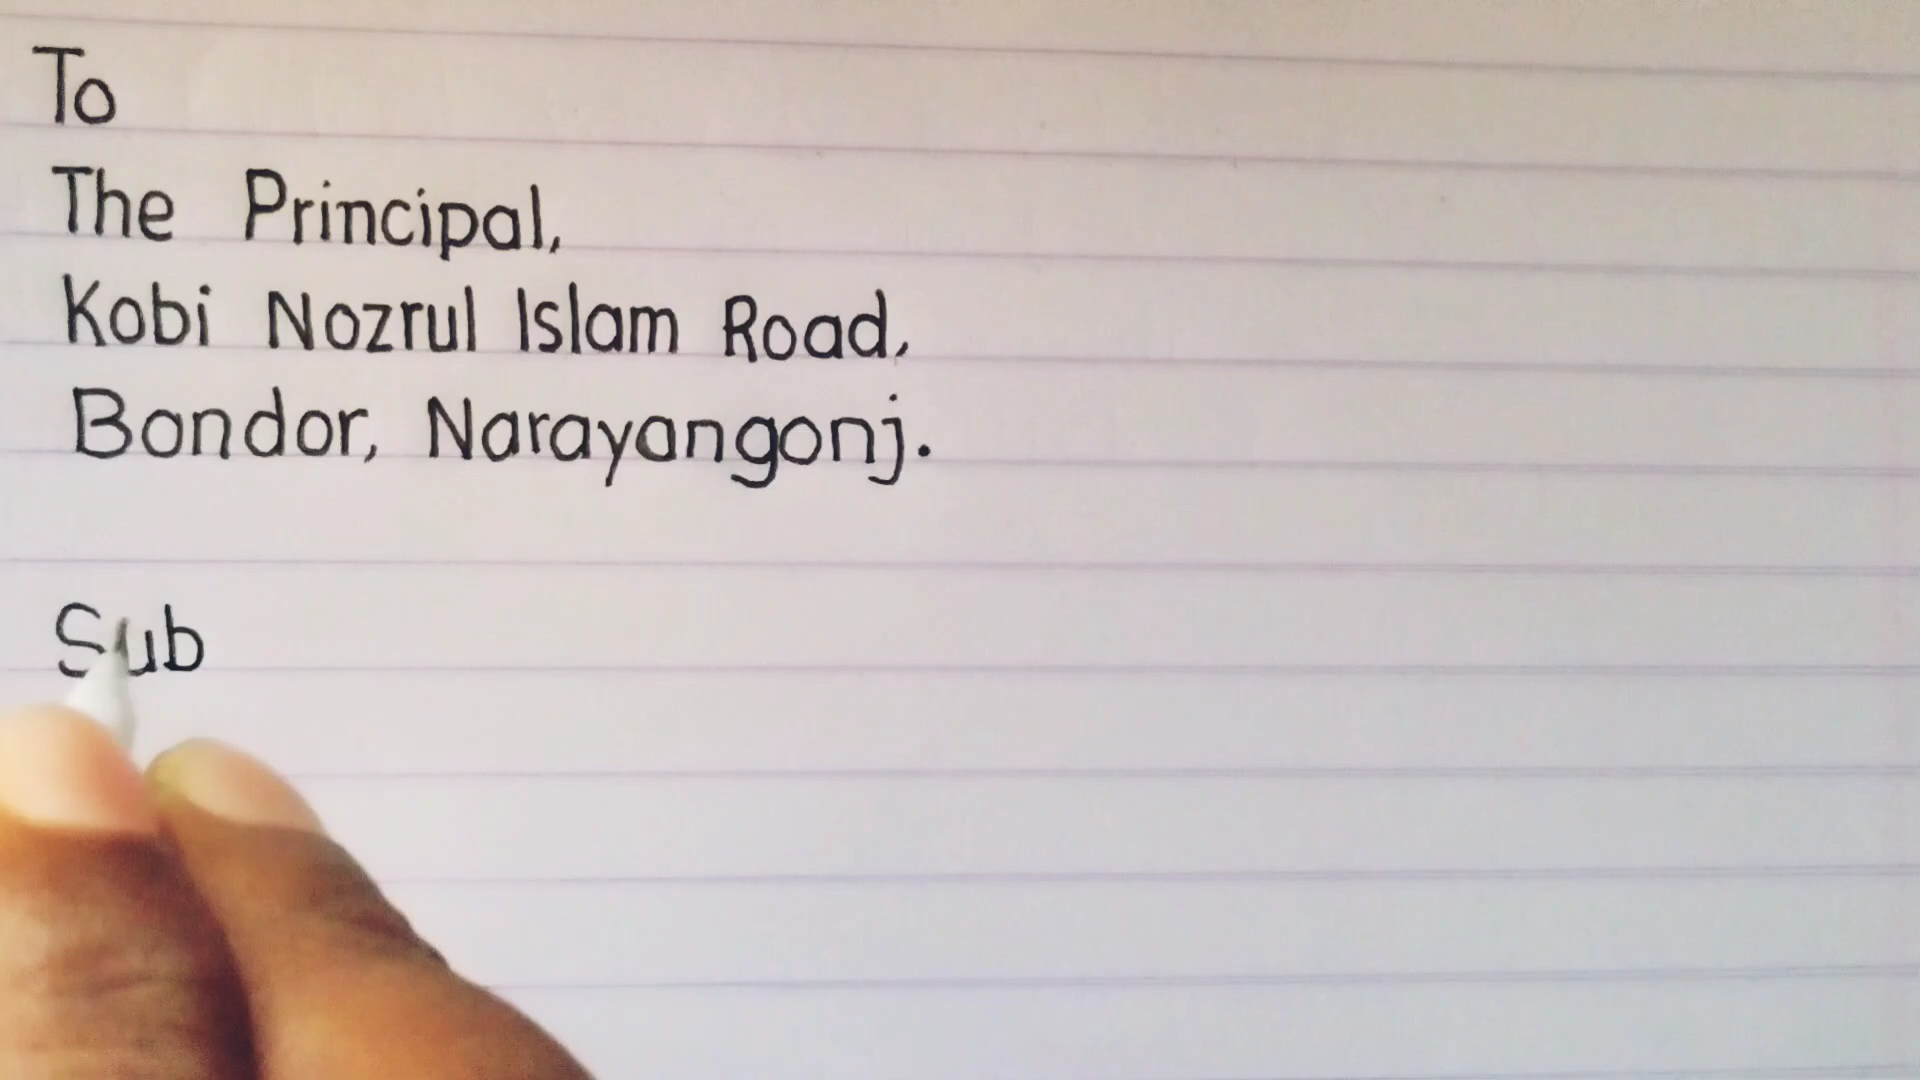 To
The Principal,
Kobi Nozrul Islam Road,
Bondor, Narayangonj.
Sub